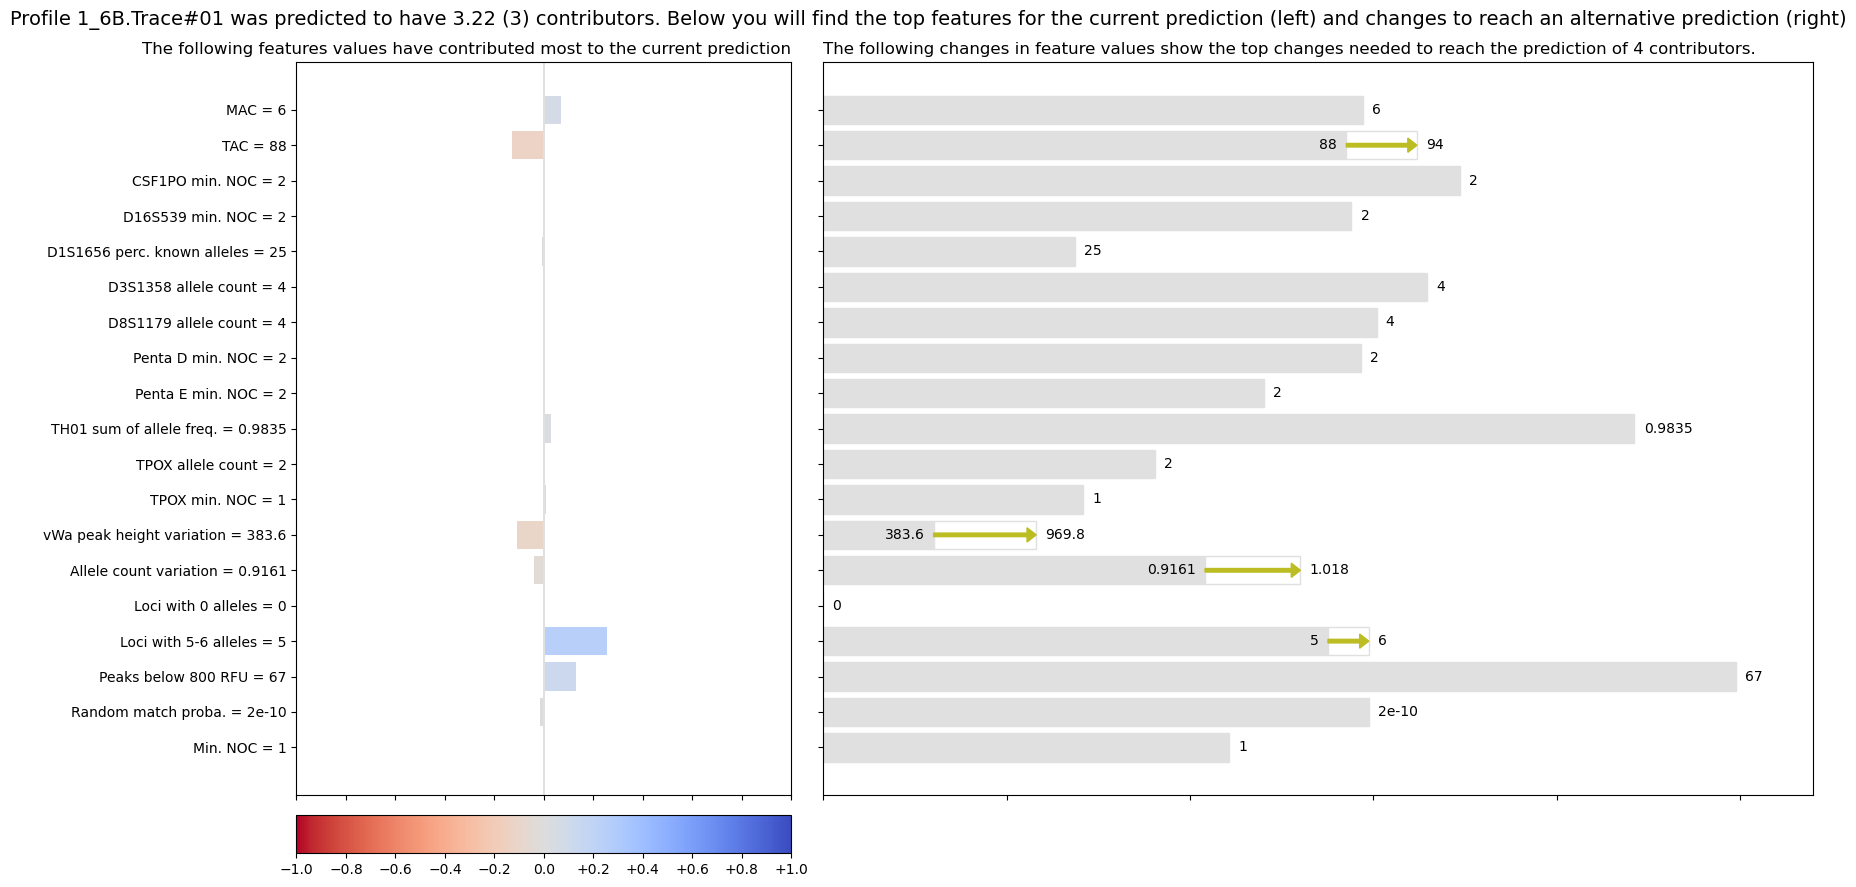 Profile 1_6B.Trace#01 was predicted to have 3.22 (3) contributors. Below you will find the top features for the current prediction (left) and changes to reach an alternative prediction (right)
The following features values have contributed most to the current prediction
MAC = 6
TAC = 88
CSF1PO min. NOC = 2
D16S539 min. NOC = 2
D1S1656 perc. known alleles = 25
D3S1358 allele count = 4
D8S1179 allele count = 4
Penta D min. NOC = 2
Penta E min. NOC = 2
TH01 sum of allele freq. = 0.9835
TPOX allele count = 2
TPOX min. NOC = 1
vWa peak height variation = 383.6
Allele count variation = 0.9161
Loci with 0 alleles = 0
Loci with 5-6 alleles = 5
Peaks below 800 RFU = 67
Random match proba. = 2e-10
Min. NOC = 1
−1.0 −0.8 −0.6 −0.4 −0.2 0.0 +0.2 +0.4 +0.6 +0.8 +1.0
The following changes in feature values show the top changes needed to reach the prediction of 4 contributors.
6
88 94
2
2
25
4
4
2
2
0.9835
2
1
383.6 969.8
0.9161 1.018
0
5 6
67
2e-10
1